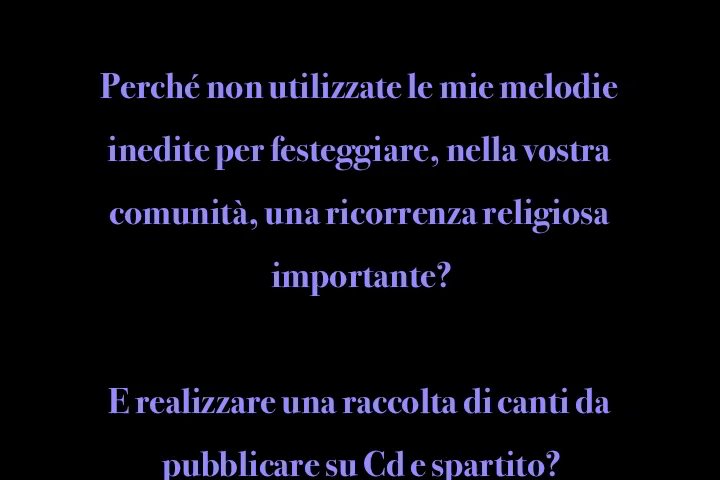 Perché non utilizzate le mie melodie
inedite per festeggiare, nella vostra
comunità, una ricorrenza religiosa
importante?
E realizzare una raccolta di canti da
pubblicare su Cd e spartito?